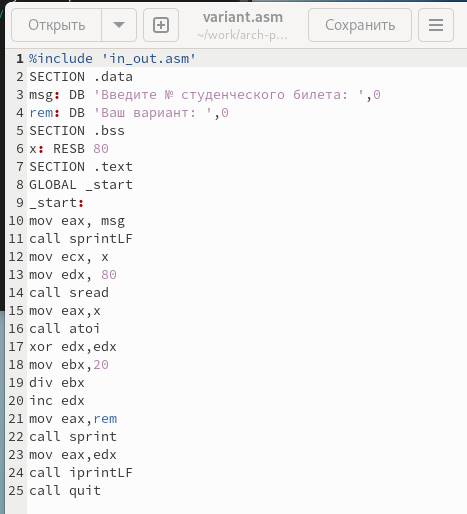 Открыть
variant.asm
~/work/arch-p...
Сохранить
1 %include 'in_out.asm'
2 SECTION .data
3 msg: DB 'Введите № студенческого билета: ',0
4 rem: DB 'Ваш вариант: ',0
5 SECTION .bss
6 x: RESB 80
7 SECTION .text
8 GLOBAL _start
9 _start:
10 mov eax, msg
11 call sprintLF
12 mov ecx, x
13 mov edx, 80
14 call sread
15 mov eax,x
16 call atoi
17 xor edx,edx
18 mov ebx,20
19 div ebx
20 inc edx
21 mov eax,rem
22 call sprint
23 mov eax,edx
24 call iprintLF
25 call quit